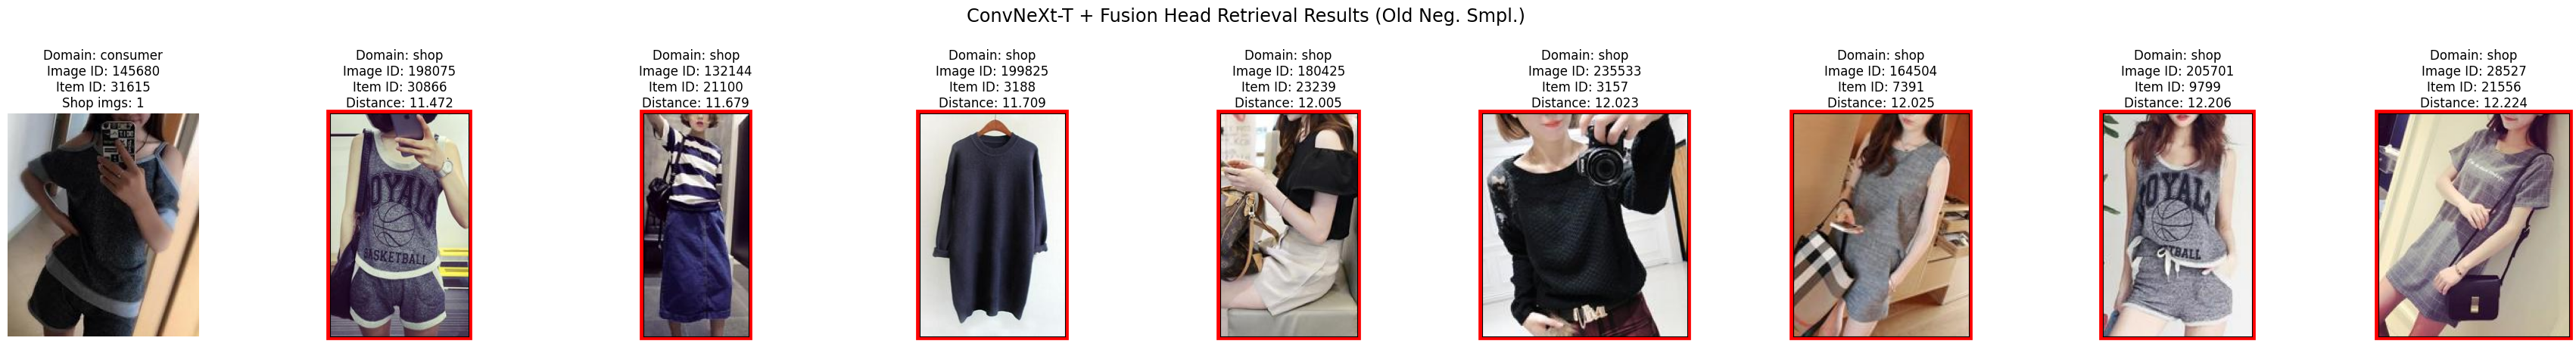 ConvNeXt-T + Fusion Head Retrieval Results (Old Neg. Smpl.)
Domain: consumer
Image ID: 145680
Item ID: 31615
Shop imgs: 1
Domain: shop
Image ID: 198075
Item ID: 30866
Distance: 11.472
OYALS
BASKETBALL
Domain: shop
Image ID: 132144
Item ID: 21100
Distance: 11.679
Domain: shop
Image ID: 199825
Item ID: 3188
Distance: 11.709
Domain: shop
Image ID: 180425
Item ID: 23239
Distance: 12.005
Domain: shop
Image ID: 235533
Item ID: 3157
Distance: 12.023
Domain: shop
Image ID: 164504
Item ID: 7391
Distance: 12.025
Domain: shop
Image ID: 205701
Item ID: 9799
Distance: 12.206
ROYAL
TBALL
Domain: shop
Image ID: 28527
Item ID: 21556
Distance: 12.224